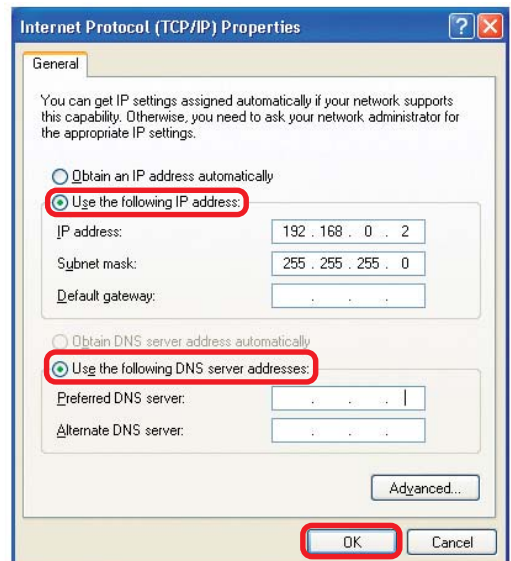 Internet Protocol (TCP/IP) Properties
General
You can get IP settings assigned automatically if your network supports
this capability. Otherwise, you need to ask your network administrator for
the appropriate IP settings.
Obtain an IP address automatically
Use the following IP address:
IP address: 192 . 168 . 0 . 2
Subnet mask: 255 . 255 . 255 . 0
Default gateway: . . .
Obtain DNS server address automatically
Use the following DNS server addresses:
Preferred DNS server: . . .
Alternate DNS server: . . .
Advanced...
OK Cancel